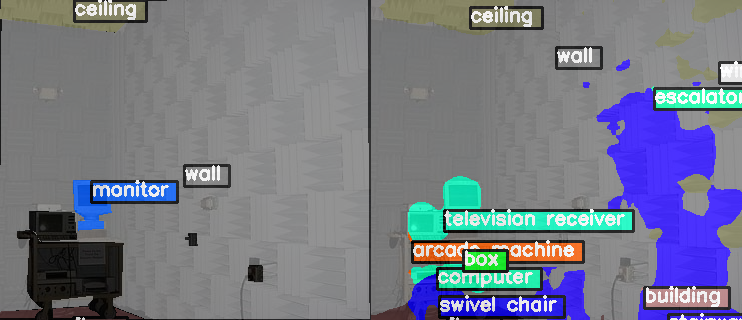 ceiling
ceiling
wall
escalator
wall
monitor
television receiver
arcade machine
box
computer
building
swivel chair